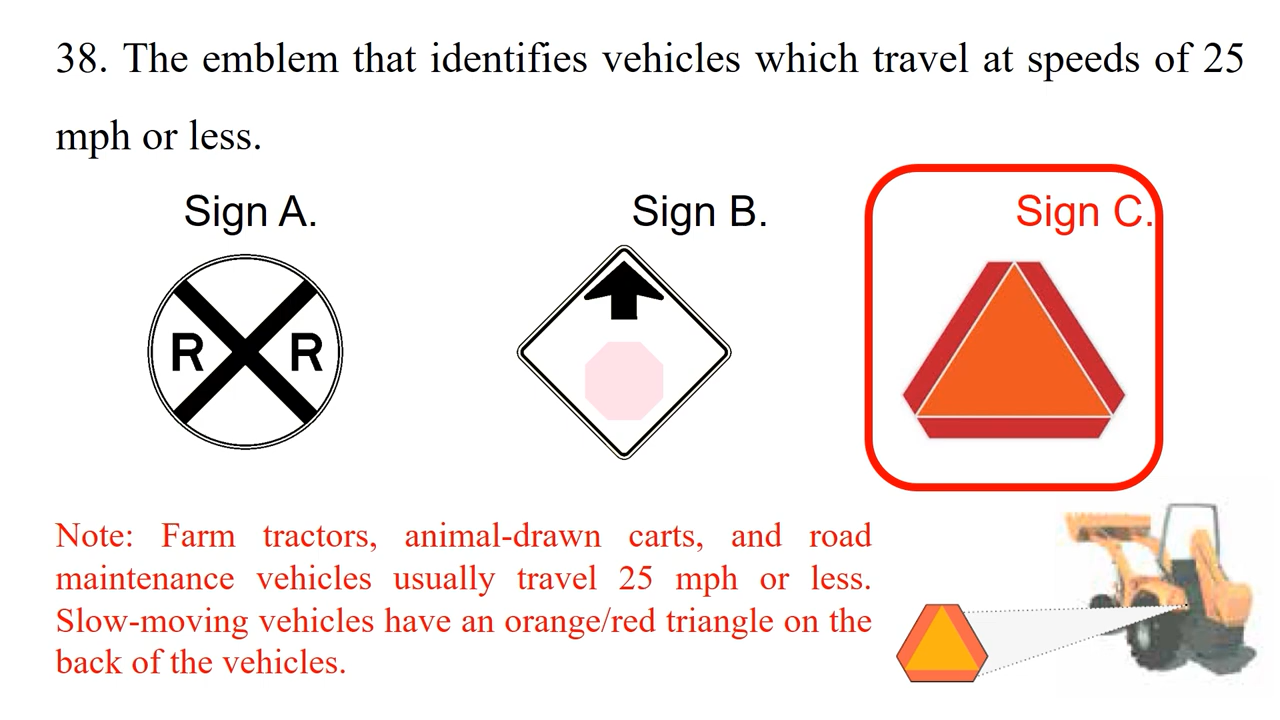 38. The emblem that identifies vehicles which travel at speeds of 25
mph or less.
Sign A.
Sign B.
Sign C.
R R
Note: Farm tractors, animal-drawn carts, and road
maintenance vehicles usually travel 25 mph or less.
Slow-moving vehicles have an orange/red triangle on the
back of the vehicles.